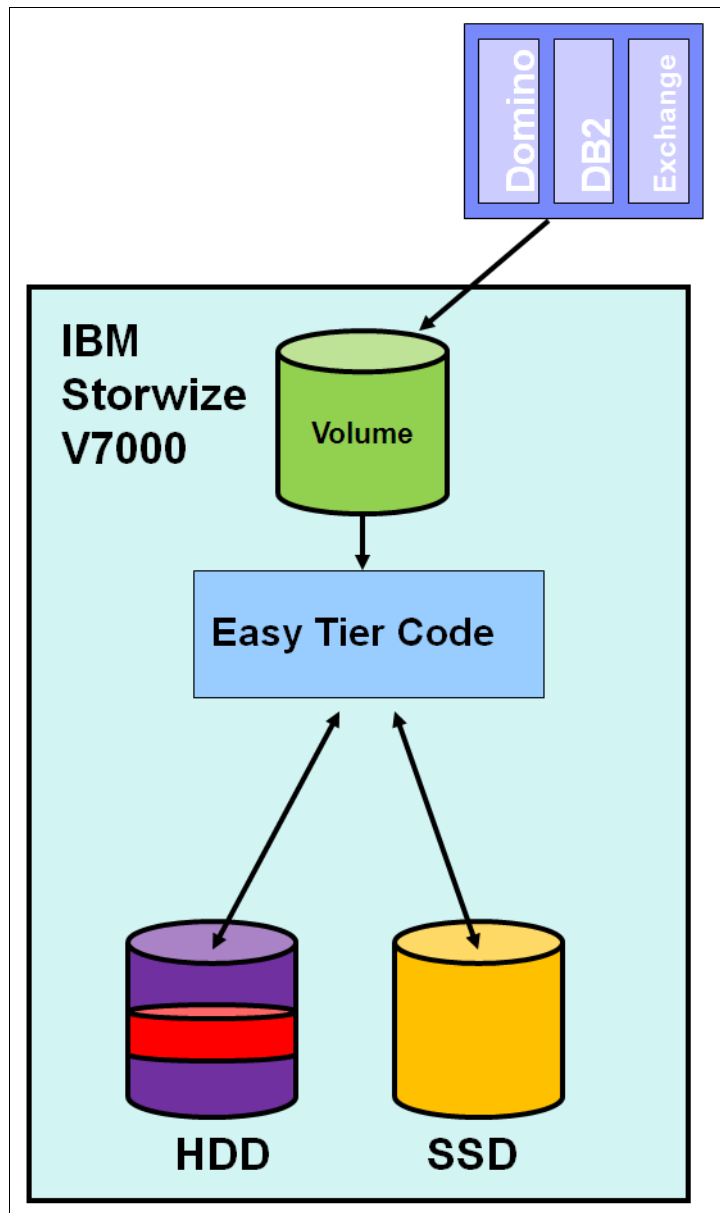 Domino
DB2
Exchange
IBM
Storwize
V7000
Volume
Easy Tier Code
HDD
SSD